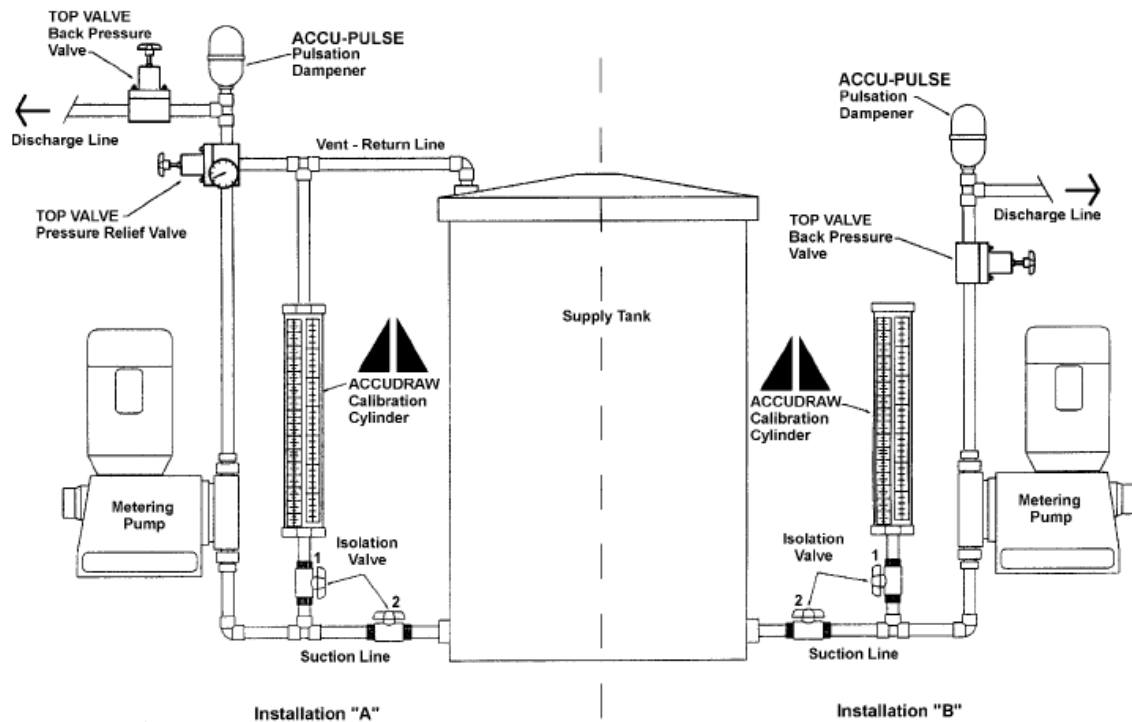 TOP VALVE
Back Pressure
Valve
ACCU-PULSE
Pulsation
Dampener
Discharge Line
Vent - Return Line
TOP VALVE
Pressure Relief Valve
ACCUDRAW
Calibration
Cylinder
Metering
Pump
Isolation
Valve
1
2
Suction Line
Installation "A"
Supply Tank
ACCU-PULSE
Pulsation
Dampener
Discharge Line
TOP VALVE
Back Pressure
Valve
ACCUDRAW
Calibration
Cylinder
Metering
Pump
Isolation
Valve
1
2
Suction Line
Installation "B"